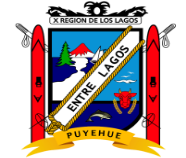 X REGION DE LOS LAGOS
ENTRE LAGOS
PUYEHUE